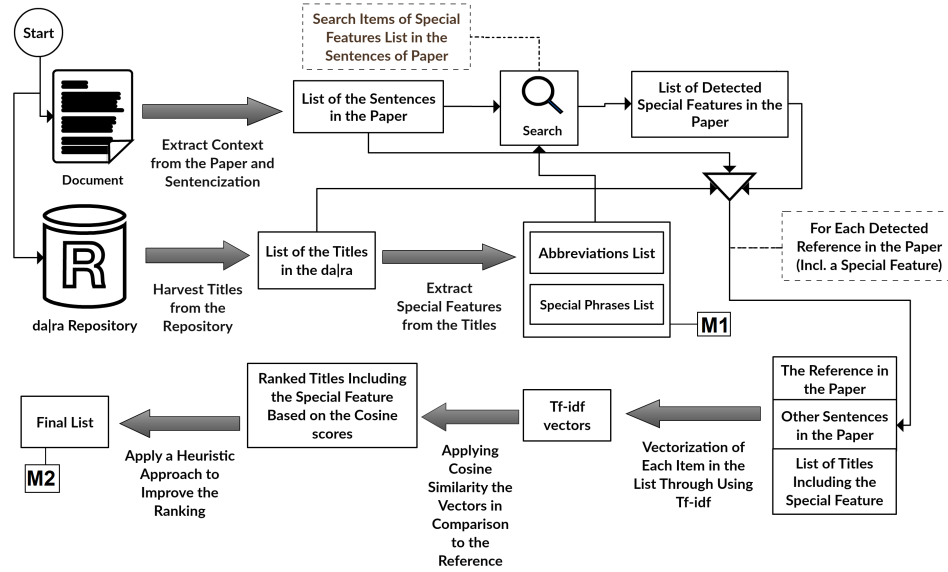 Start
Search Items of Special
Features List in the
Sentences of Paper
List of the Sentences
in the Paper
Search
List of Detected
Special Features in the
Paper
Extract Context
from the Paper and
Sentencization
Document
For Each Detected
Reference in the Paper
(Incl. a Special Feature)
R
da|ra Repository
Harvest Titles
from the
Repository
List of the Titles
in the da|ra
Extract
Special Features
from the Titles
Abbreviations List
Special Phrases List
M1
The Reference in
the Paper
Other Sentences
in the Paper
List of Titles
Including the
Special Feature
Vectorization of
Each Item in the
List Through Using
Tf-idf
Tf-idf
vectors
Applying
Cosine
Similarity the
Vectors in
Comparison
to the
Reference
Ranked Titles Including
the Special Feature
Based on the Cosine
scores
Apply a Heuristic
Approach to
Improve the
Ranking
Final List
M2